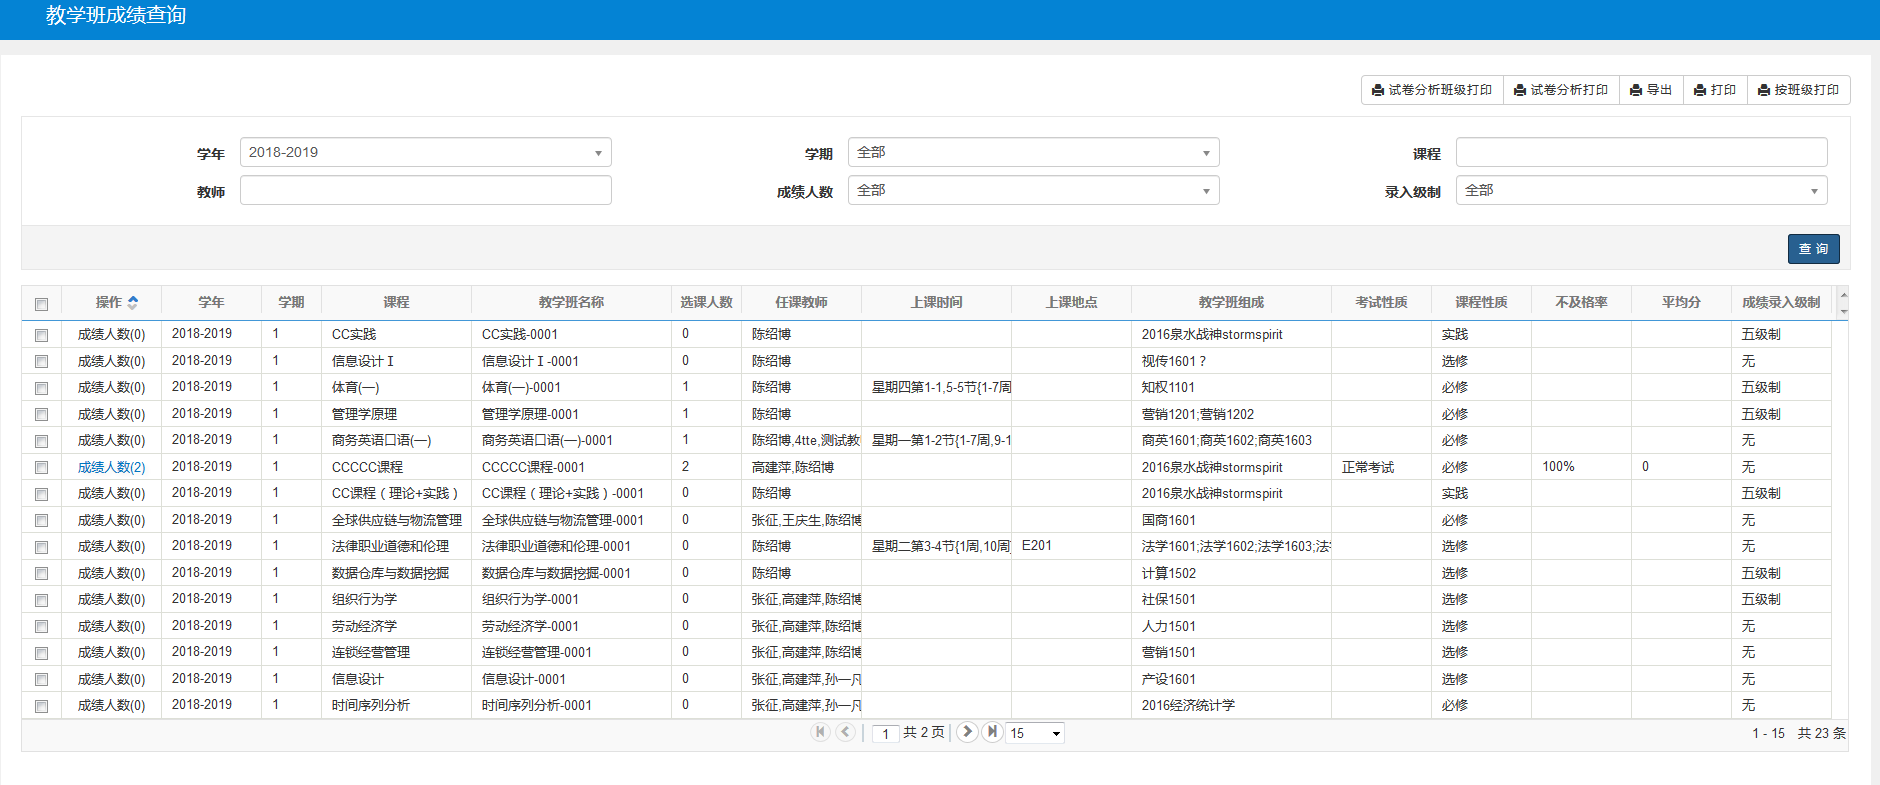 教学班成绩查询
试卷分析班级打印 试卷分析打印 导出 打印 按班级打印
学年 2018-2019 学期 全部 课程
教师 成绩人数 全部 录入级制 全部
查 询
操作 学年 学期 课程 教学班名称 选课人数 任课教师 上课时间 上课地点 教学班组成 考试性质 课程性质 不及格率 平均分 成绩录入级制
成绩人数(0) 2018-2019 1 CC实践 CC实践-0001 0 陈绍博 2016泉水战神stormspirit 实践 五级制
成绩人数(0) 2018-2019 1 信息设计Ⅰ 信息设计Ⅰ-0001 0 陈绍博 视传1601？ 选修 无
成绩人数(0) 2018-2019 1 体育(一) 体育(一)-0001 1 陈绍博 星期四第1-1,5-5节{1-7周 知权1101 必修 五级制
成绩人数(0) 2018-2019 1 管理学原理 管理学原理-0001 1 陈绍博 营销1201;营销1202 必修 五级制
成绩人数(0) 2018-2019 1 商务英语口语(一) 商务英语口语(一)-0001 1 陈绍博,4tte,测试教 星期一第1-2节{1-7周,9-1 商英1601;商英1602;商英1603 必修 无
成绩人数(2) 2018-2019 1 CCCCC课程 CCCCC课程-0001 2 高建萍,陈绍博 2016泉水战神stormspirit 正常考试 必修 100% 0 无
成绩人数(0) 2018-2019 1 CC课程（理论+实践） CC课程（理论+实践）-0001 0 陈绍博 2016泉水战神stormspirit 实践 五级制
成绩人数(0) 2018-2019 1 全球供应链与物流管理 全球供应链与物流管理-0001 0 张征,王庆生,陈绍博 国商1601 必修 无
成绩人数(0) 2018-2019 1 法律职业道德和伦理 法律职业道德和伦理-0001 0 陈绍博 星期二第3-4节{1周,10周} E201 法学1601;法学1602;法学1603;法 选修 无
成绩人数(0) 2018-2019 1 数据仓库与数据挖掘 数据仓库与数据挖掘-0001 0 陈绍博 计算1502 选修 五级制
成绩人数(0) 2018-2019 1 组织行为学 组织行为学-0001 0 张征,高建萍,陈绍博 社保1501 选修 五级制
成绩人数(0) 2018-2019 1 劳动经济学 劳动经济学-0001 0 张征,高建萍,陈绍博 人力1501 选修 无
成绩人数(0) 2018-2019 1 连锁经营管理 连锁经营管理-0001 0 张征,高建萍,陈绍博 营销1501 选修 无
成绩人数(0) 2018-2019 1 信息设计 信息设计-0001 0 张征,高建萍,孙一凡 产设1601 选修 无
成绩人数(0) 2018-2019 1 时间序列分析 时间序列分析-0001 0 张征,高建萍,孙一凡 2016经济统计学 必修 无
1 共 2 页 15 1 - 15 共 23 条